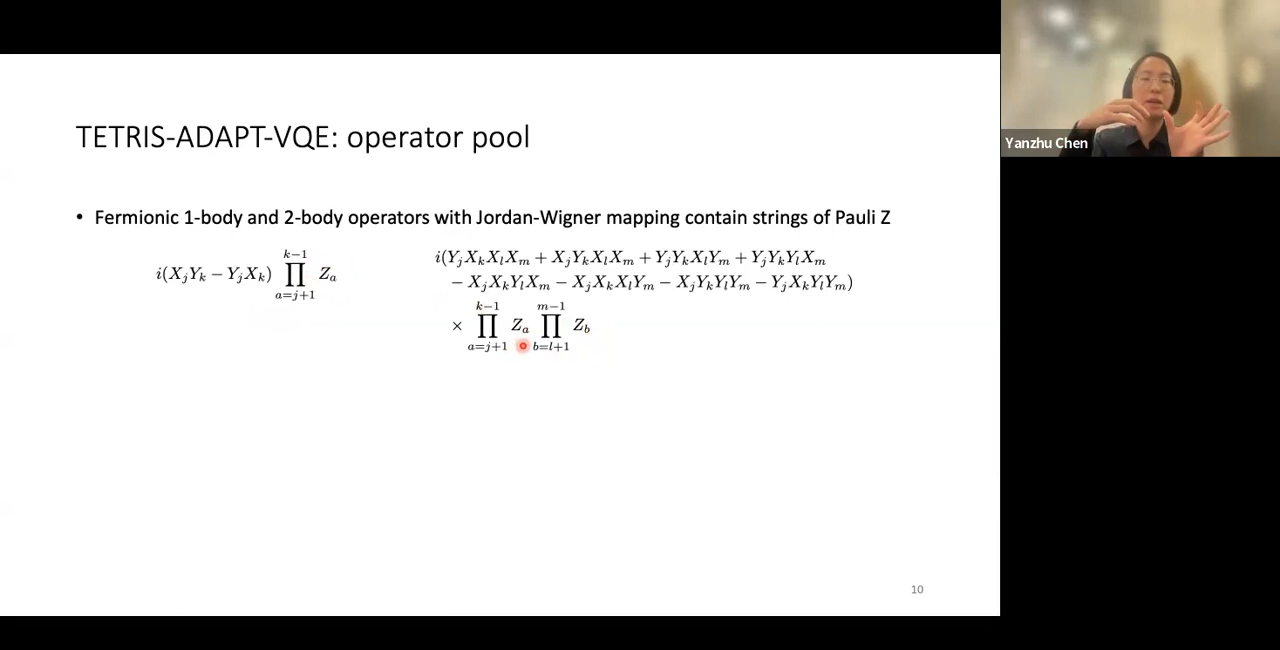 TETRIS-ADAPT-VQE: operator pool
• Fermionic 1-body and 2-body operators with Jordan-Wigner mapping contain strings of Pauli Z
i(X_jY_k − Y_jX_k) ∏_{a=j+1}^{k−1} Z_a
i(Y_jX_kX_lX_m + X_jY_kX_lX_m + Y_jY_kX_lY_m + Y_jY_kY_lX_m
− X_jX_kY_lX_m − X_jX_kX_lY_m − X_jY_kY_lY_m − Y_jX_kY_lY_m)
× ∏_{a=j+1}^{k−1} Z_a ∏_{b=l+1}^{m−1} Z_b
10
Yanzhu Chen